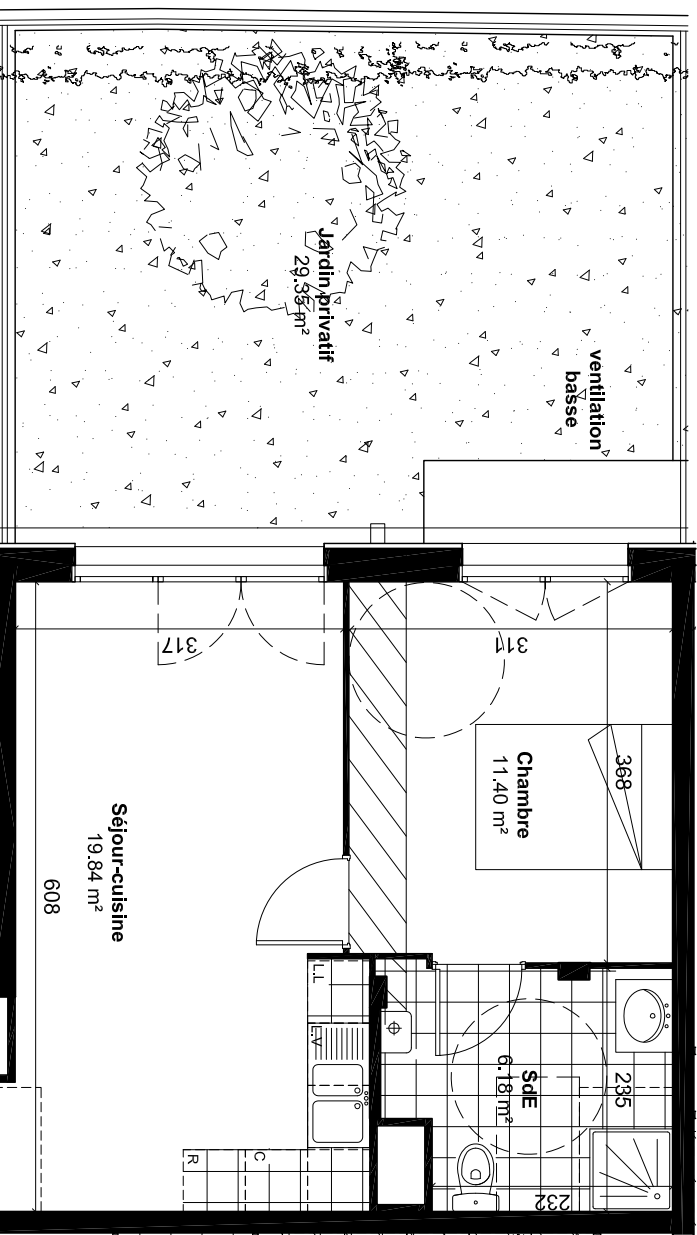 Jardin privatif
29.35 m²
ventilation
basse
317
311
Chambre
11.40 m²
368
Séjour-cuisine
19.84 m²
608
L.L
L.V
SdE
6.18 m²
235
R
C
232